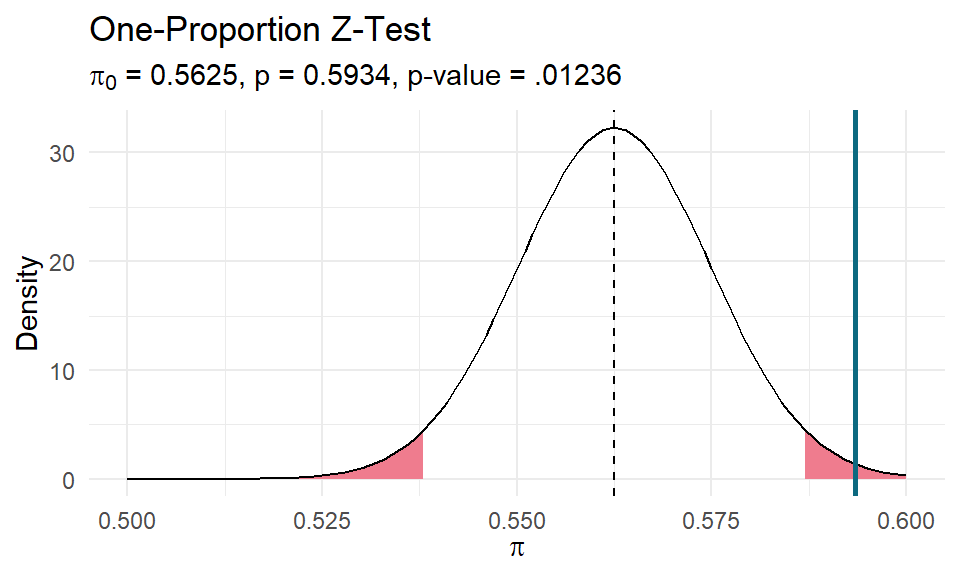 One-Proportion Z-Test
π₀ = 0.5625, p = 0.5934, p-value = .01236
30
20
10
0
Density
0.500 0.525 0.550 0.575 0.600
π